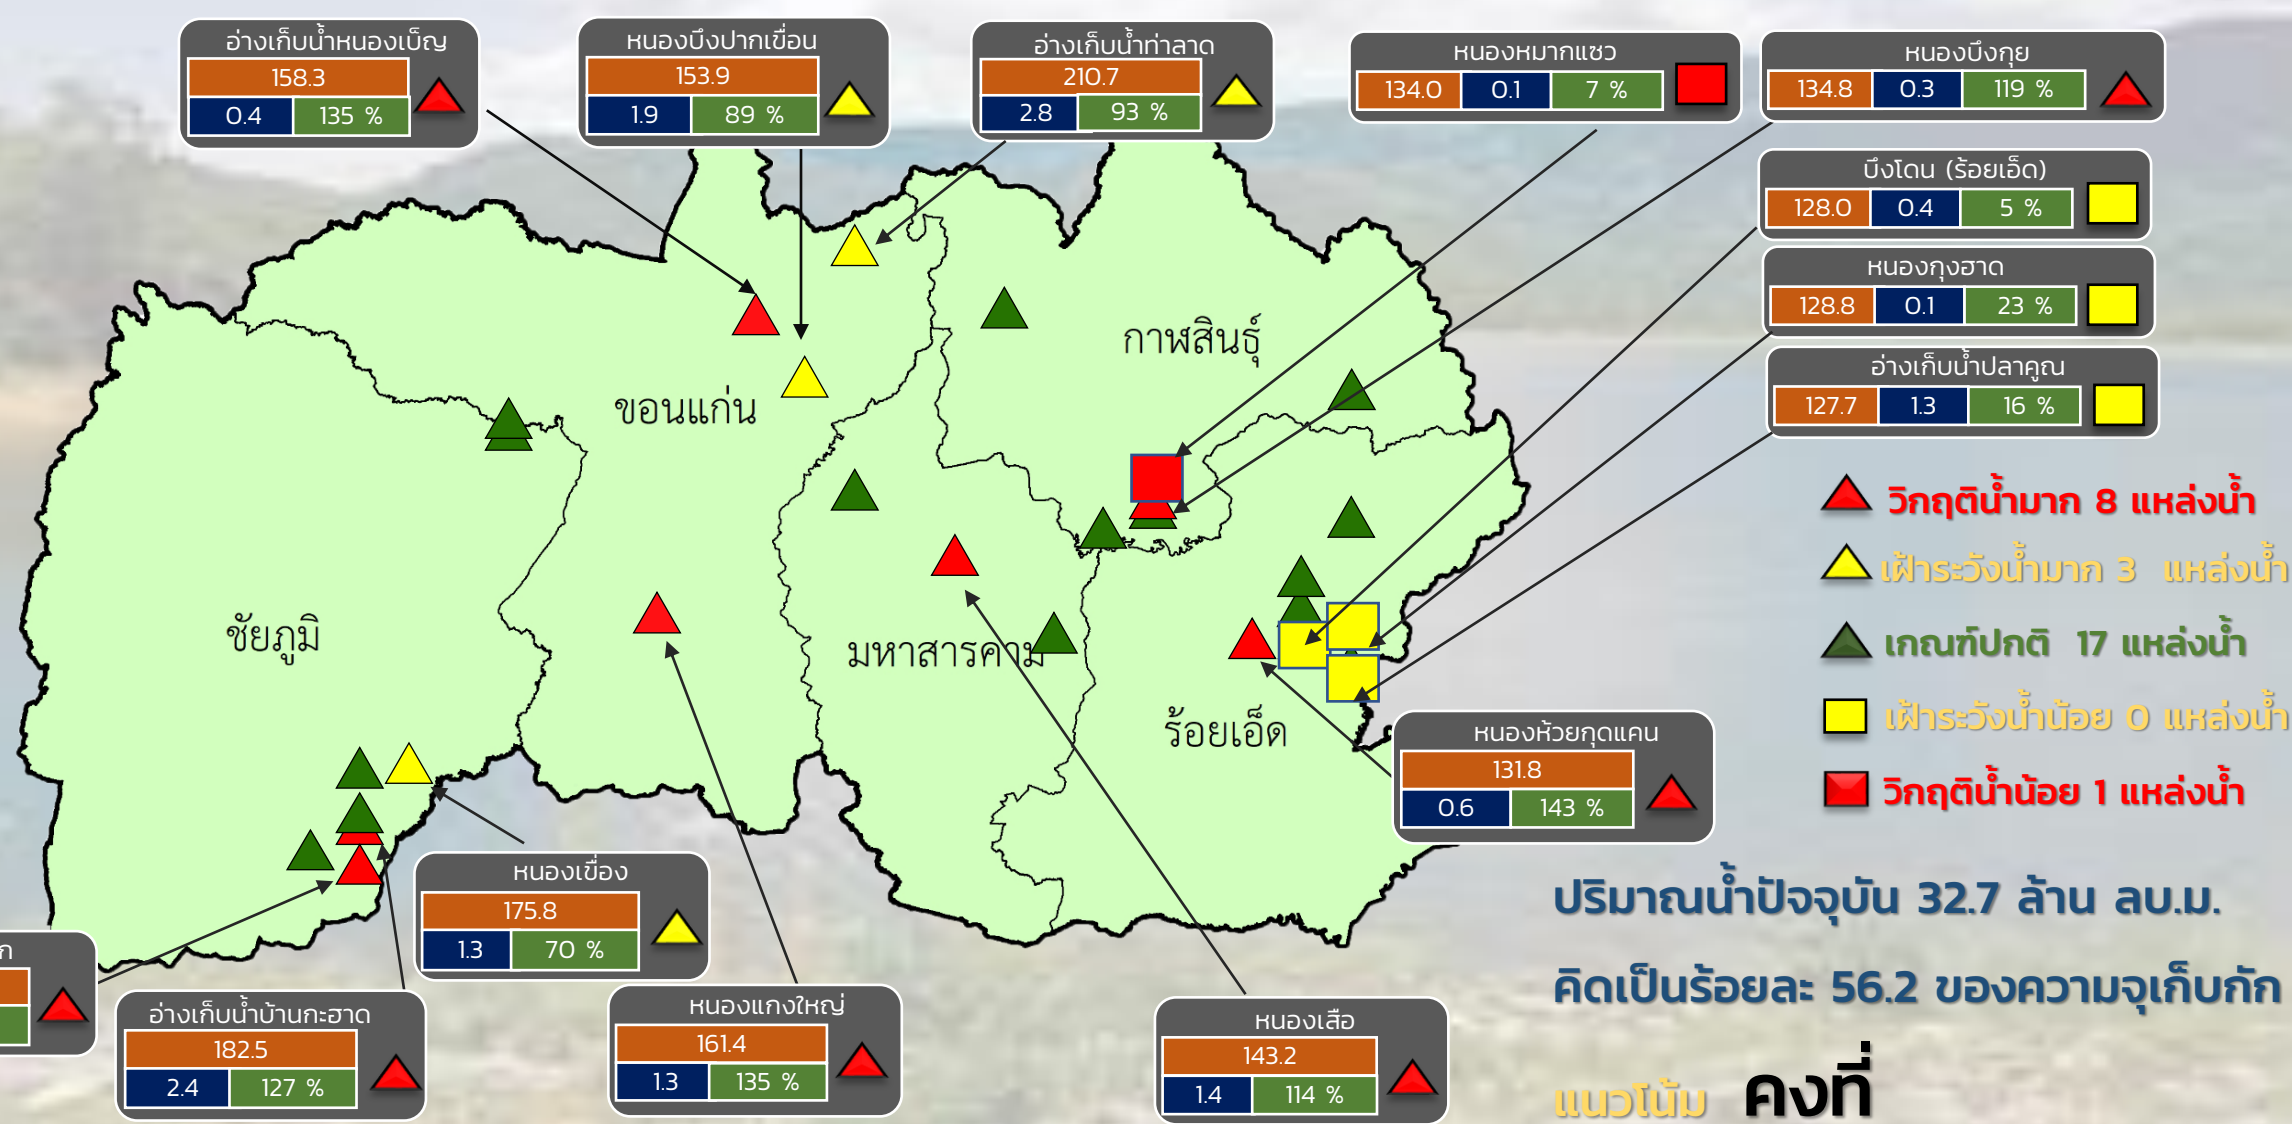 อ่างเก็บน้ำหนองเบ็ญ
158.3
0.4 135 %
หนองบึงปากเขื่อน
153.9
1.9 89 %
อ่างเก็บน้ำท่าลาด
210.7
2.8 93 %
หนองหมากแซว
134.0 0.1 7 %
หนองบึงกุย
134.8 0.3 119 %
บึงโดน (ร้อยเอ็ด)
128.0 0.4 5 %
หนองกุงฮาด
128.8 0.1 23 %
อ่างเก็บน้ำปลาคูณ
127.7 1.3 16 %
กาฬสินธุ์
ขอนแก่น
ชัยภูมิ
มหาสารคาม
ร้อยเอ็ด
วิกฤติน้ำมาก 8 แหล่งน้ำ
เฝ้าระวังน้ำมาก 3 แหล่งน้ำ
เกณฑ์ปกติ 17 แหล่งน้ำ
เฝ้าระวังน้ำน้อย 0 แหล่งน้ำ
วิกฤติน้ำน้อย 1 แหล่งน้ำ
หนองห้วยกุดแคน
131.8
0.6 143 %
หนองเขื่อง
175.8
1.3 70 %
ก
อ่างเก็บน้ำบ้านกะฮาด
182.5
2.4 127 %
หนองแกงใหญ่
161.4
1.3 135 %
หนองเสือ
143.2
1.4 114 %
ปริมาณน้ำปัจจุบัน 32.7 ล้าน ลบ.ม.
คิดเป็นร้อยละ 56.2 ของความจุเก็บกัก
แนวโน้ม คงที่